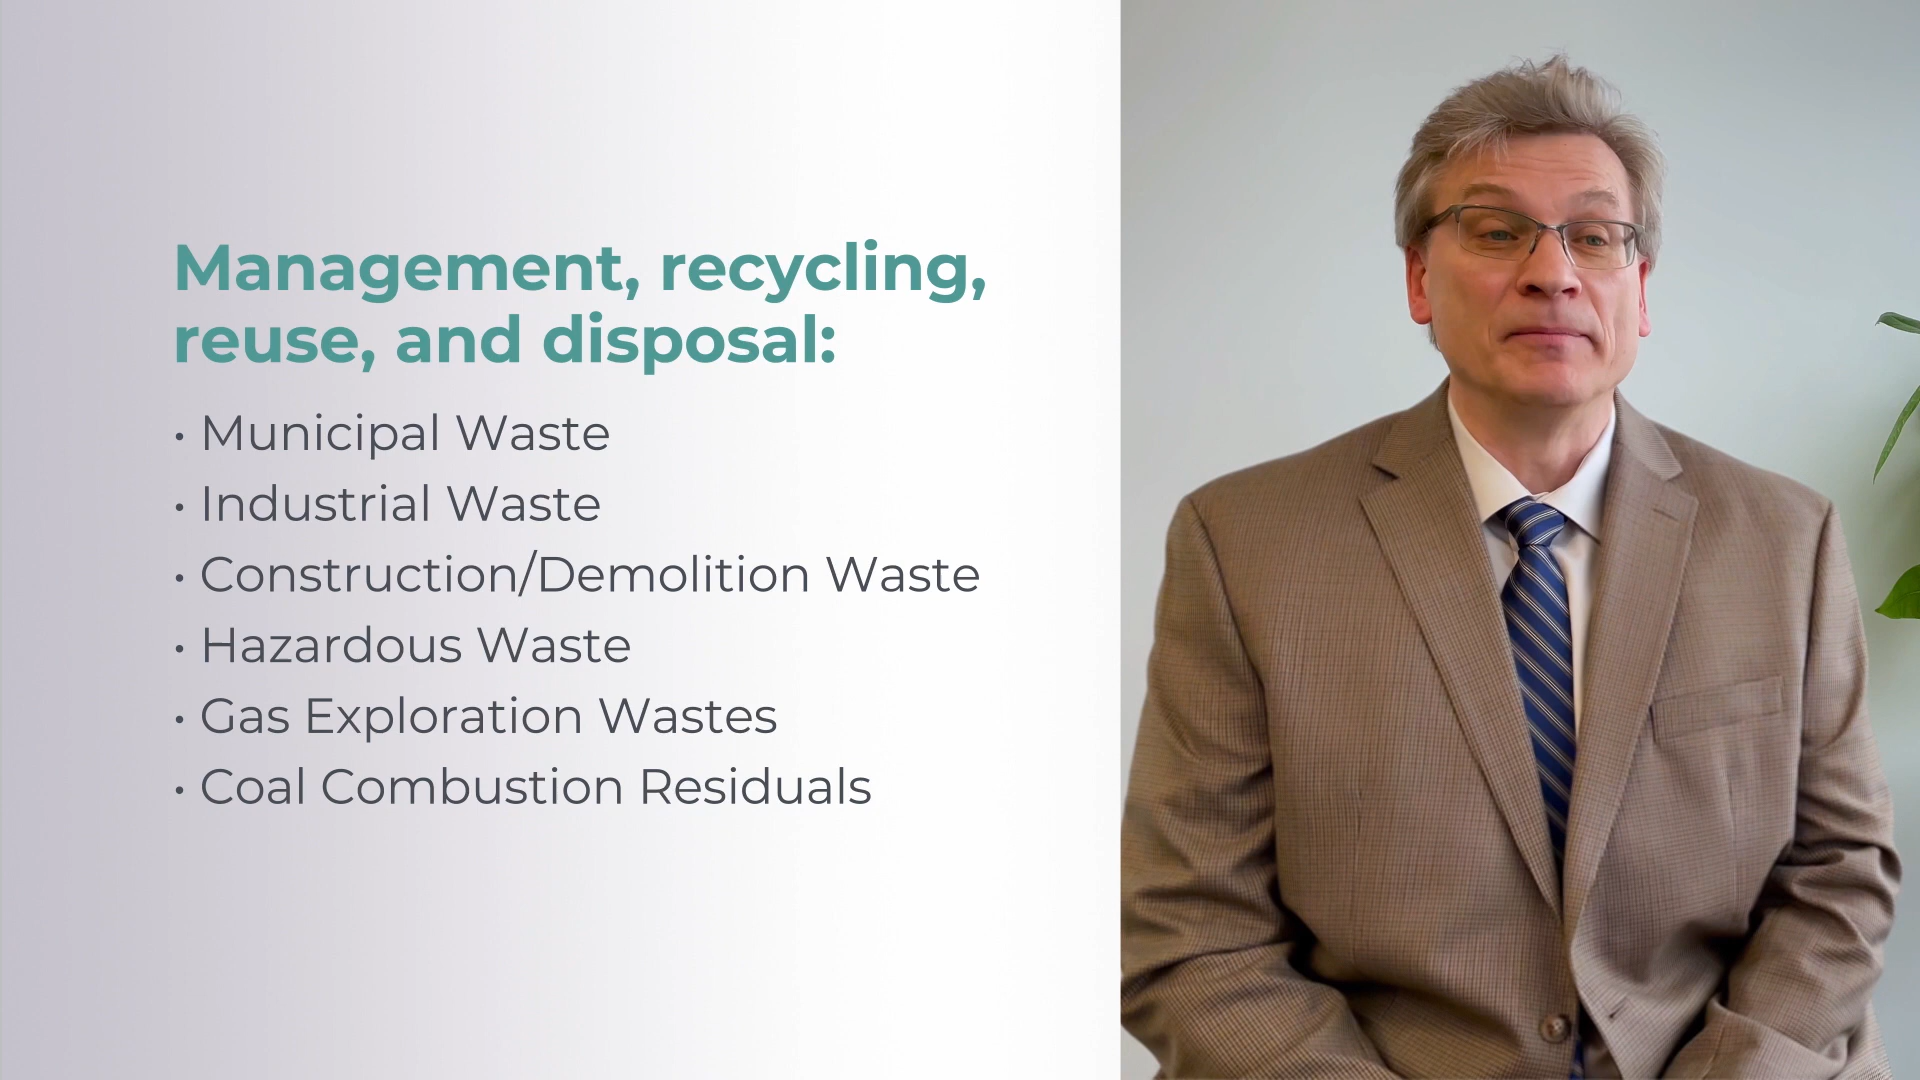 Management, recycling,
reuse, and disposal:
• Municipal Waste
• Industrial Waste
• Construction/Demolition Waste
• Hazardous Waste
• Gas Exploration Wastes
• Coal Combustion Residuals